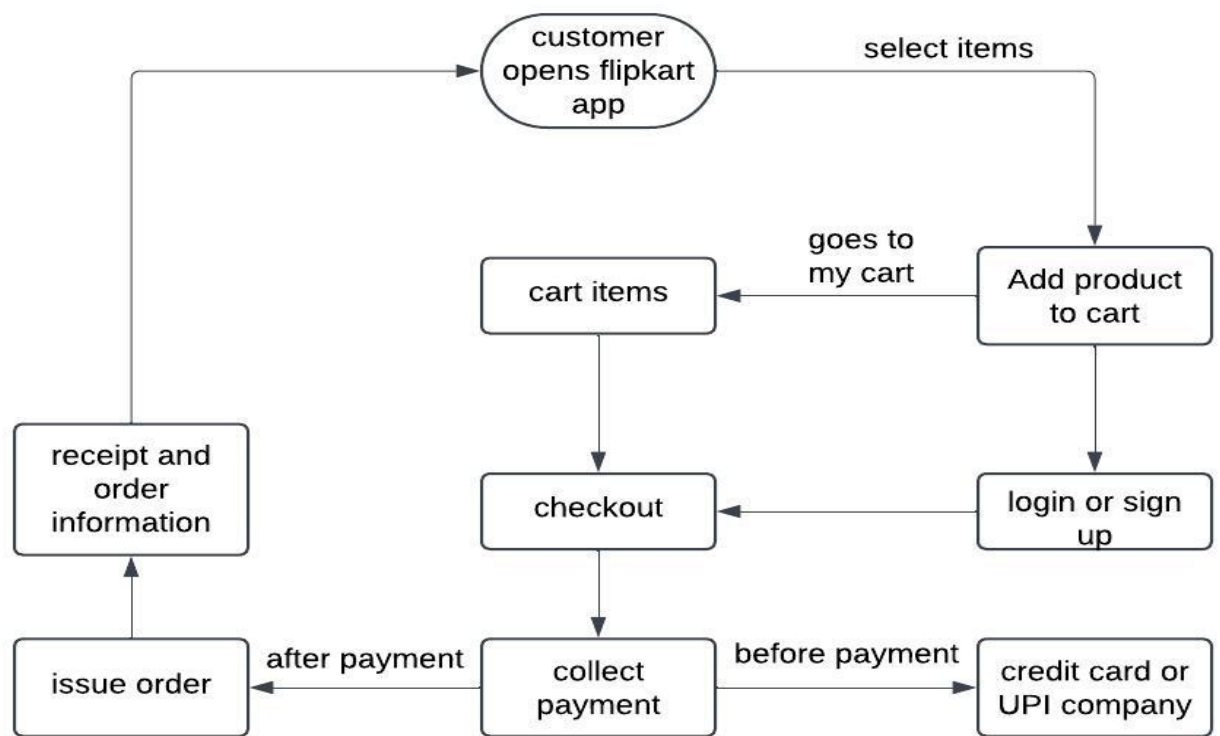 customer
opens flipkart
app
select items
goes to
my cart
cart items
Add product
to cart
receipt and
order
information
checkout
login or sign
up
issue order
after payment
collect
payment
before payment
credit card or
UPI company